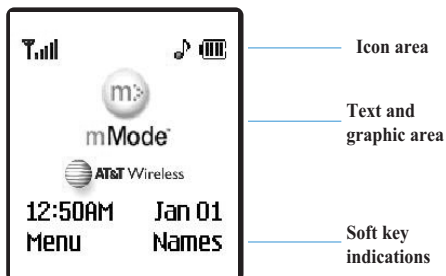 Icon area
m
mMode
Text and
graphic area
AT&T Wireless
12:50AM Jan 01
Menu Names
Soft key
indications